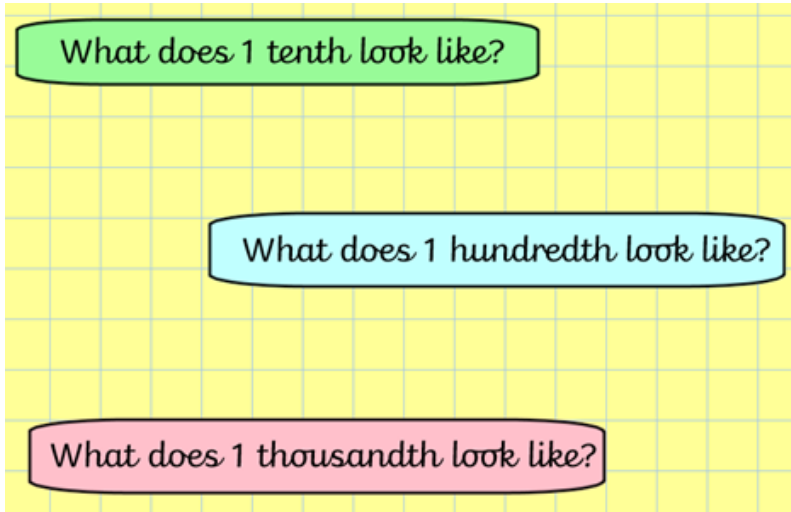 What does 1 tenth look like?
What does 1 hundredth look like?
What does 1 thousandth look like?